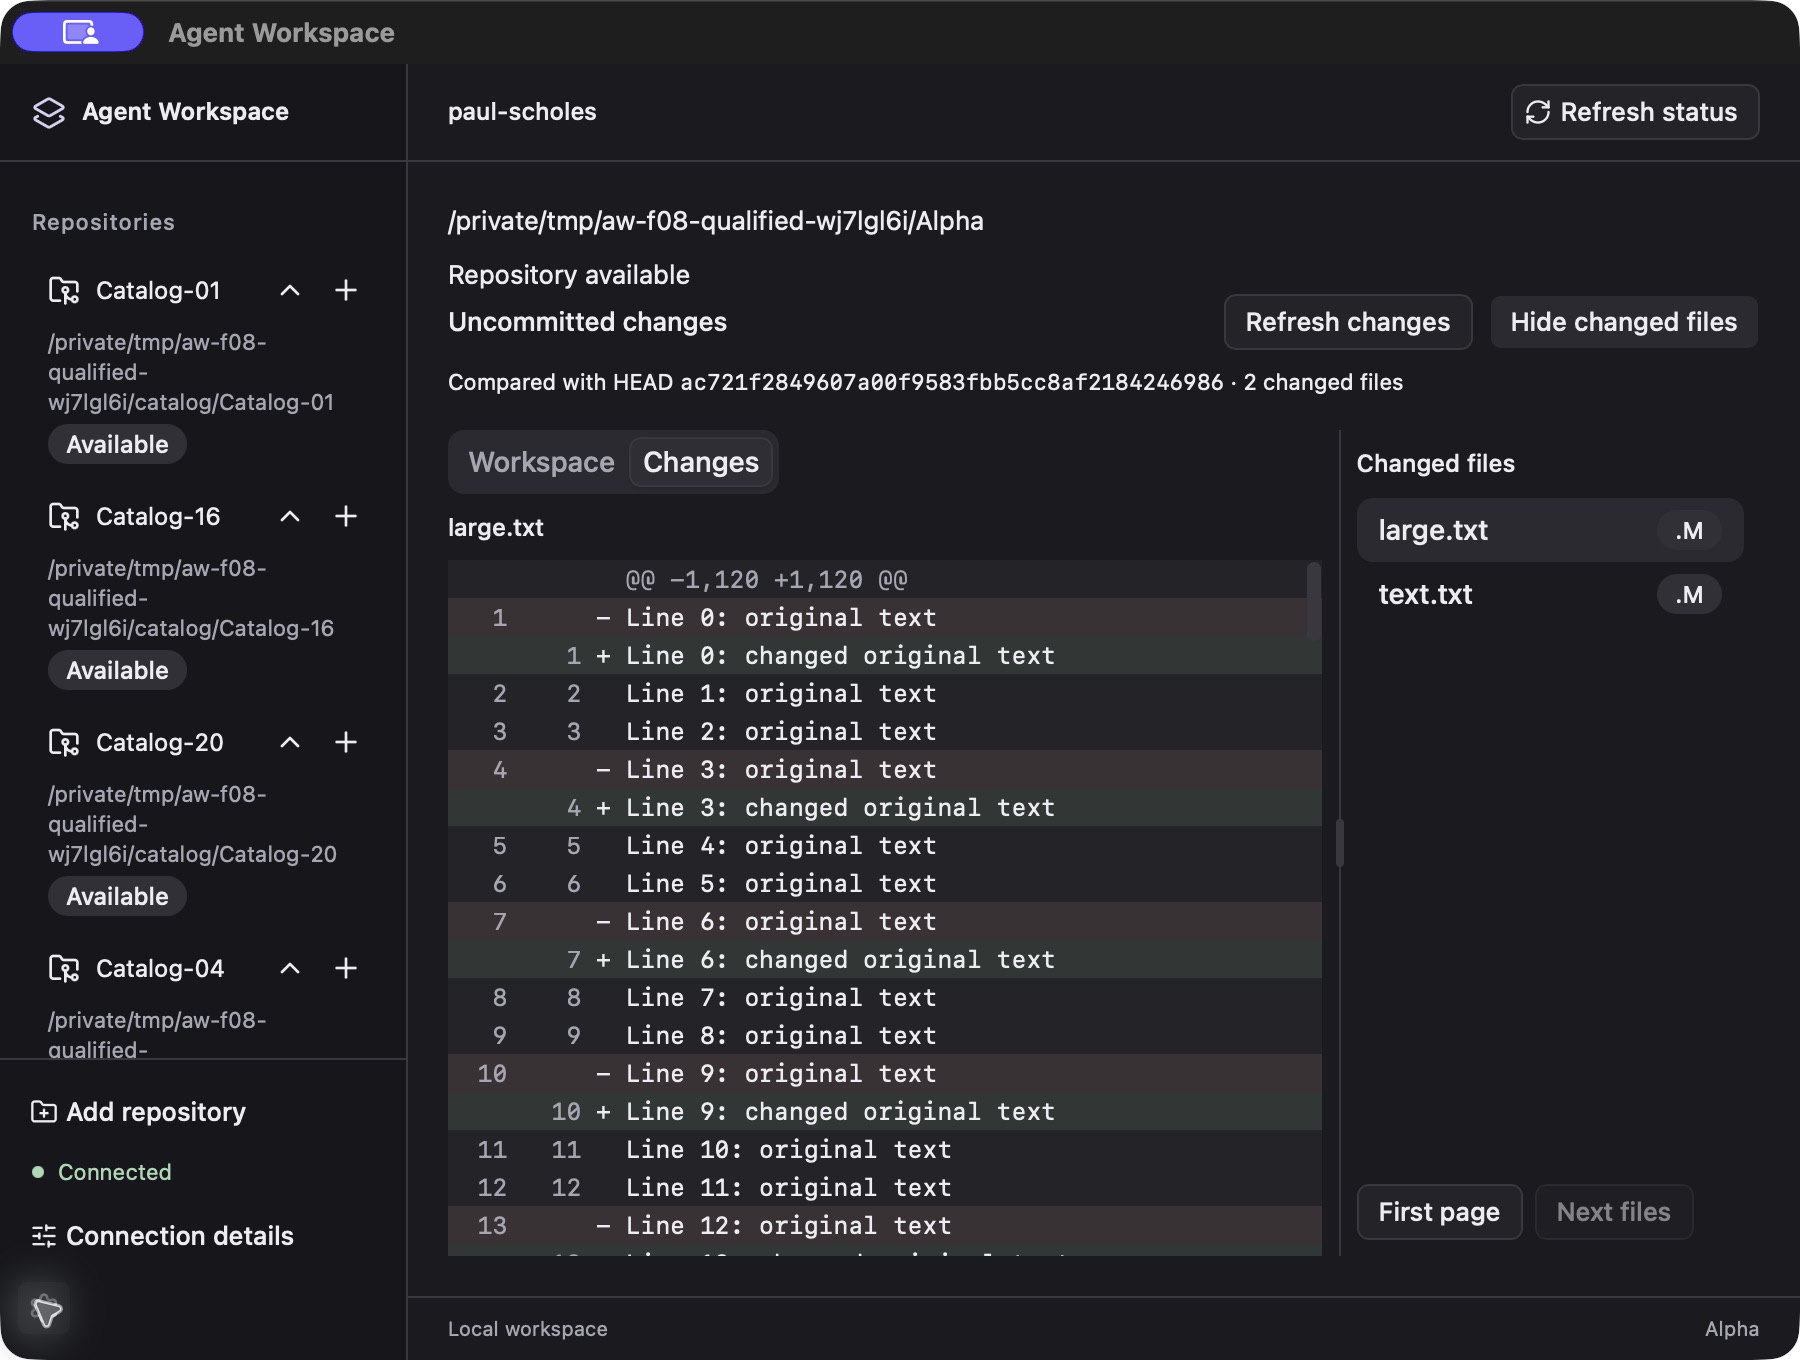 Agent Workspace
Agent Workspace
Repositories
Catalog-01
/private/tmp/aw-f08-
qualified-
wj7lgl6i/catalog/Catalog-01
Available
Catalog-16
/private/tmp/aw-f08-
qualified-
wj7lgl6i/catalog/Catalog-16
Available
Catalog-20
/private/tmp/aw-f08-
qualified-
wj7lgl6i/catalog/Catalog-20
Available
Catalog-04
/private/tmp/aw-f08-
qualified-
Add repository
Connected
Connection details
paul-scholes
Refresh status
/private/tmp/aw-f08-qualified-wj7lgl6i/Alpha
Repository available
Uncommitted changes
Refresh changes
Hide changed files
Compared with HEAD ac721f2849607a00f9583fbb5cc8af2184246986 · 2 changed files
Workspace
Changes
large.txt
@@ -1,120 +1,120 @@
1 - Line 0: original text
1 + Line 0: changed original text
2 2 Line 1: original text
3 3 Line 2: original text
4 - Line 3: original text
4 + Line 3: changed original text
5 5 Line 4: original text
6 6 Line 5: original text
7 - Line 6: original text
7 + Line 6: changed original text
8 8 Line 7: original text
9 9 Line 8: original text
10 - Line 9: original text
10 + Line 9: changed original text
11 11 Line 10: original text
12 12 Line 11: original text
13 - Line 12: original text
Changed files
large.txt .M
text.txt .M
First page
Next files
Local workspace
Alpha